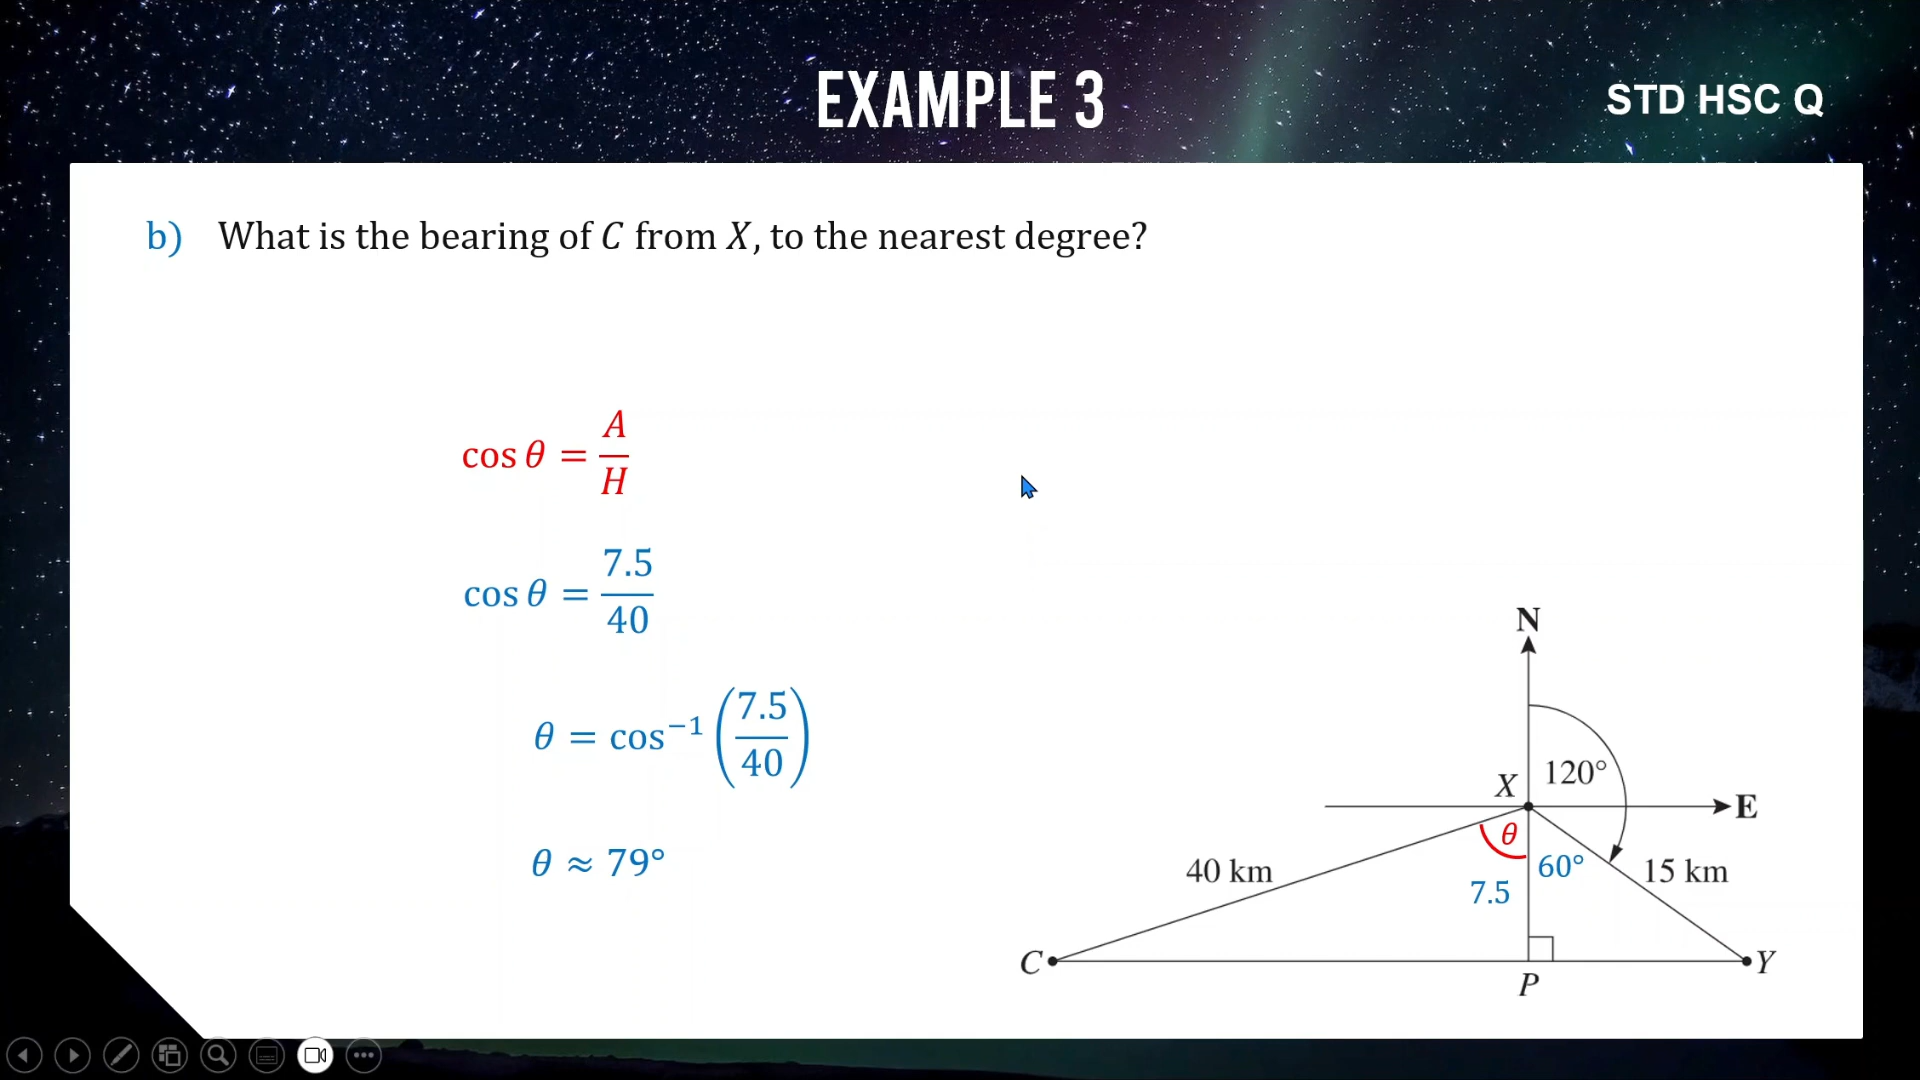 EXAMPLE 3
STD HSC Q
b) What is the bearing of C from X, to the nearest degree?
cos θ = A/H
cos θ = 7.5/40
θ = cos⁻¹ (7.5/40)
θ ≈ 79°
N
X
120°
E
θ
60°
40 km
15 km
7.5
C
Y
P